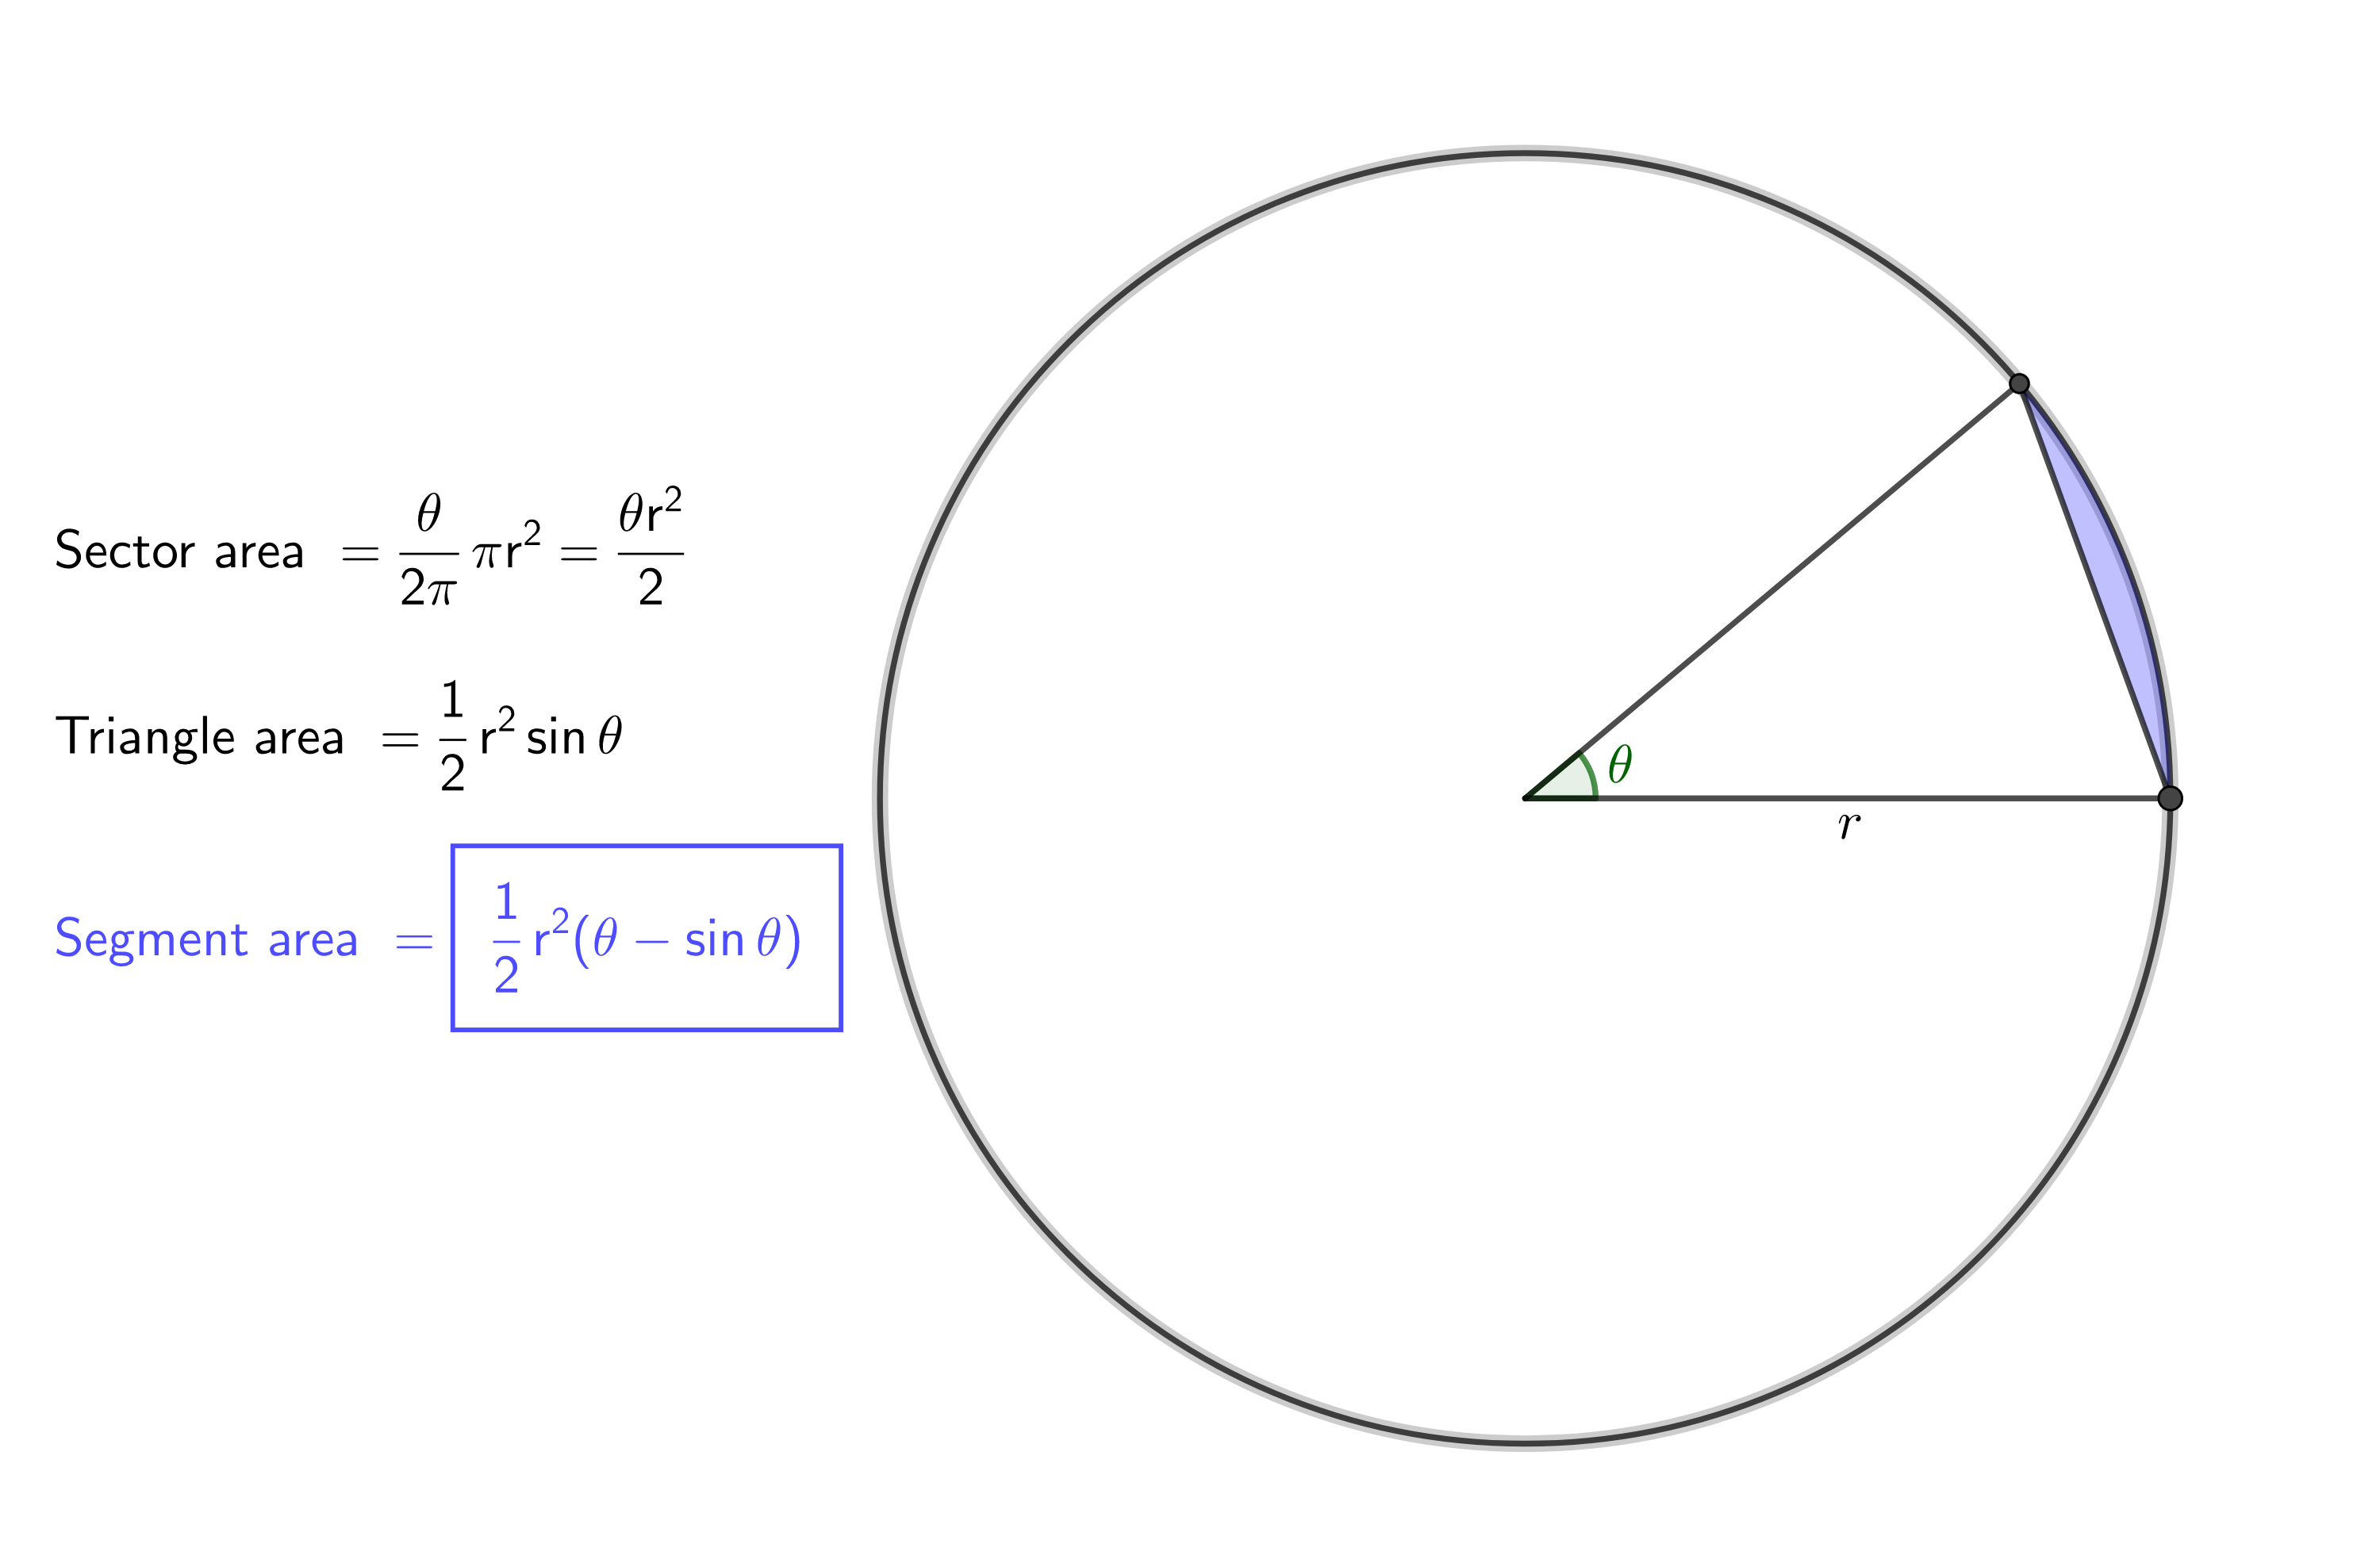 Sector area = θ/2π πr² = θr²/2
Triangle area = 1/2 r² sin θ
Segment area = 1/2 r²(θ − sin θ)
θ
r